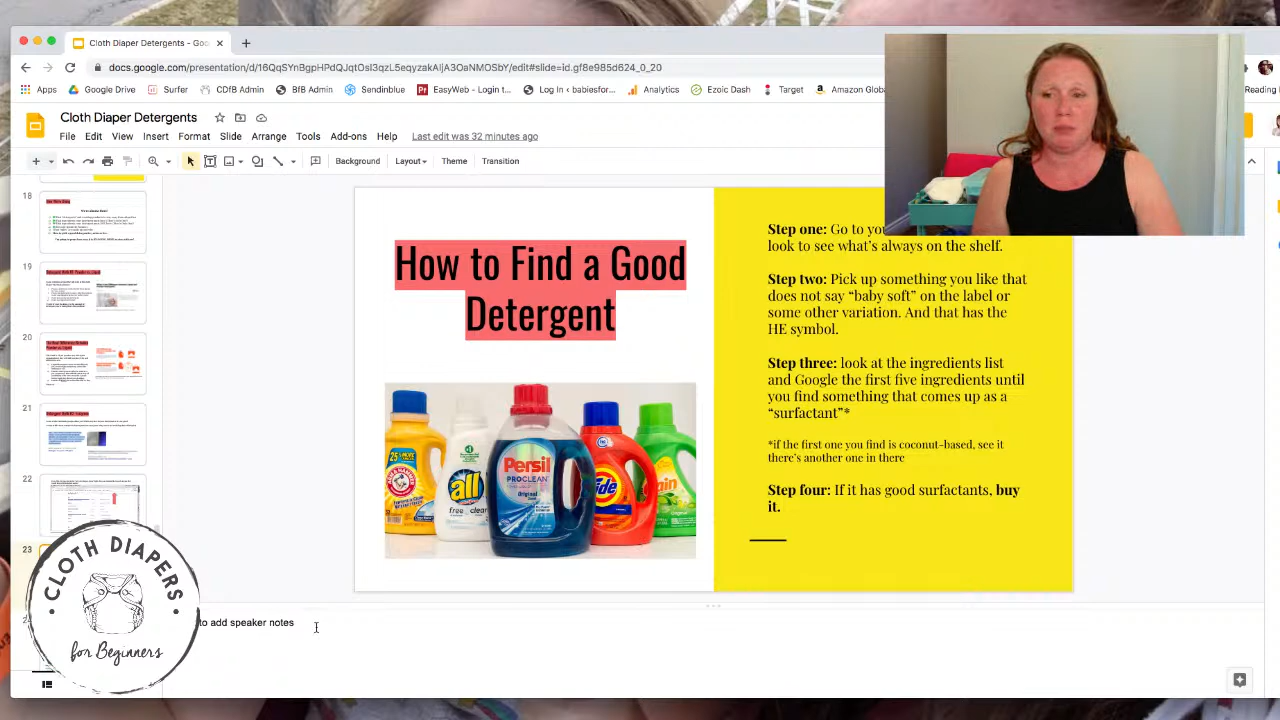 Cloth Diaper Detergents - Goo
docs.google.com/present
edit#slide=id.gf8e985d624_0_20
Apps
Google Drive
Surfer
CDfB Admin
BfB Admin
Sendinblue
EasyWeb - Login t...
Log In ‹ babiesfor...
Analytics
Ezoic Dash
Target
Amazon Global
Reading
Cloth Diaper Detergents
File Edit View Insert Format Slide Arrange Tools Add-ons Help Last edit was 32 minutes ago
Background Layout Theme Transition
18
19
20
21
22
23
How to Find a Good
Detergent
25% MORE
all
free clear
Persil
PROCLEAN
Tide
Step one: Go to you
look to see what's always on the shelf.
Step two: Pick up something you like that
does not say “baby soft” on the label or
some other variation. And that has the
HE symbol.
Step three: look at the ingredients list
and Google the first five ingredients until
you find something that comes up as a
“surfactant”*
*if the first one you find is coconut-based, see it
there's another one in there
Step four: If it has good surfactants, buy
it.
to add speaker notes
CLOTH DIAPERS
for Beginners